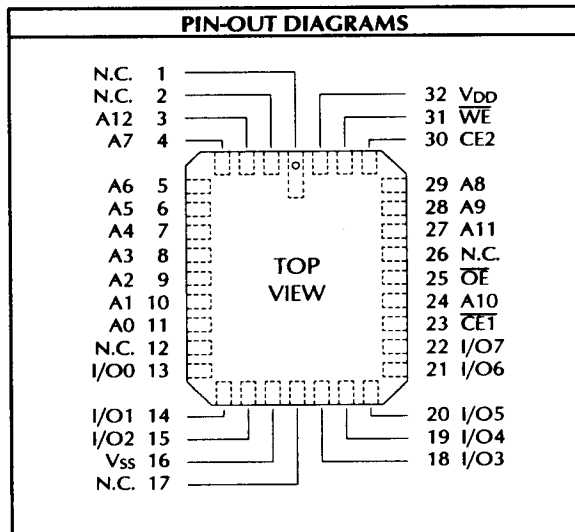 PIN-OUT DIAGRAMS
N.C. 1
N.C. 2
A12 3
A7 4
A6 5
A5 6
A4 7
A3 8
A2 9
A1 10
A0 11
N.C. 12
I/O0 13
I/O1 14
I/O2 15
VSS 16
N.C. 17
TOP
VIEW
32 VDD
31 W̅E̅
30 CE2
29 A8
28 A9
27 A11
26 N.C.
25 O̅E̅
24 A10
23 C̅E̅1̅
22 I/O7
21 I/O6
20 I/O5
19 I/O4
18 I/O3